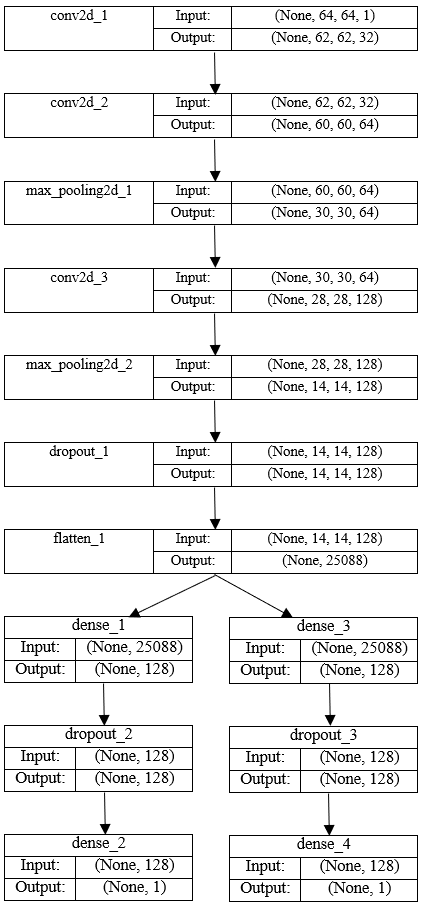 conv2d_1 Input: (None, 64, 64, 1)
Output: (None, 62, 62, 32)
conv2d_2 Input: (None, 62, 62, 32)
Output: (None, 60, 60, 64)
max_pooling2d_1 Input: (None, 60, 60, 64)
Output: (None, 30, 30, 64)
conv2d_3 Input: (None, 30, 30, 64)
Output: (None, 28, 28, 128)
max_pooling2d_2 Input: (None, 28, 28, 128)
Output: (None, 14, 14, 128)
dropout_1 Input: (None, 14, 14, 128)
Output: (None, 14, 14, 128)
flatten_1 Input: (None, 14, 14, 128)
Output: (None, 25088)
dense_1
Input: (None, 25088)
Output: (None, 128)
dropout_2
Input: (None, 128)
Output: (None, 128)
dense_2
Input: (None, 128)
Output: (None, 1)
dense_3
Input: (None, 25088)
Output: (None, 128)
dropout_3
Input: (None, 128)
Output: (None, 128)
dense_4
Input: (None, 128)
Output: (None, 1)